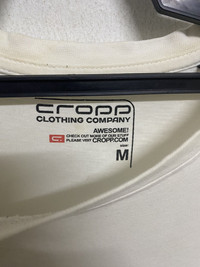 cropp
CLOTHING COMPANY
AWESOME!
CHECK OUT MORE OF OUR STUFF
PLEASE VISIT CROPP.COM
M